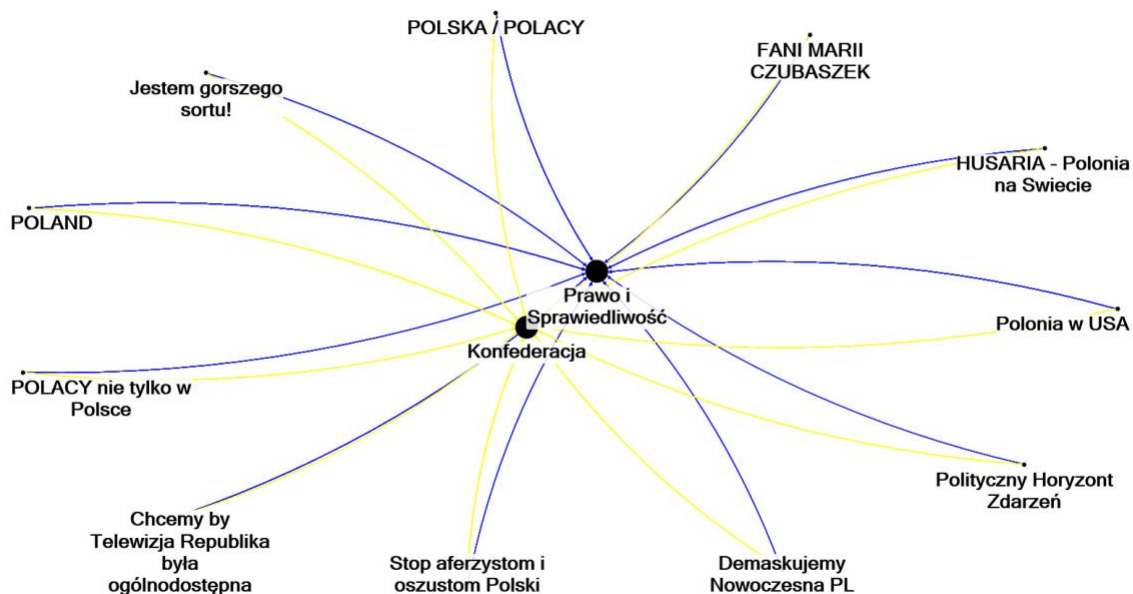 POLSKA / POLACY
FANI MARII
CZUBASZEK
Jestem gorszego
sortu!
HUSARIA - Polonia
na Swiecie
POLAND
Prawo i
Sprawiedliwość
Polonia w USA
Konfederacja
POLACY nie tylko w
Polsce
Polityczny Horyzont
Zdarzeń
Chcemy by
Telewizja Republika
była
ogólnodostępna
Stop aferzystom i
oszustom Polski
Demaskujemy
Nowoczesna PL